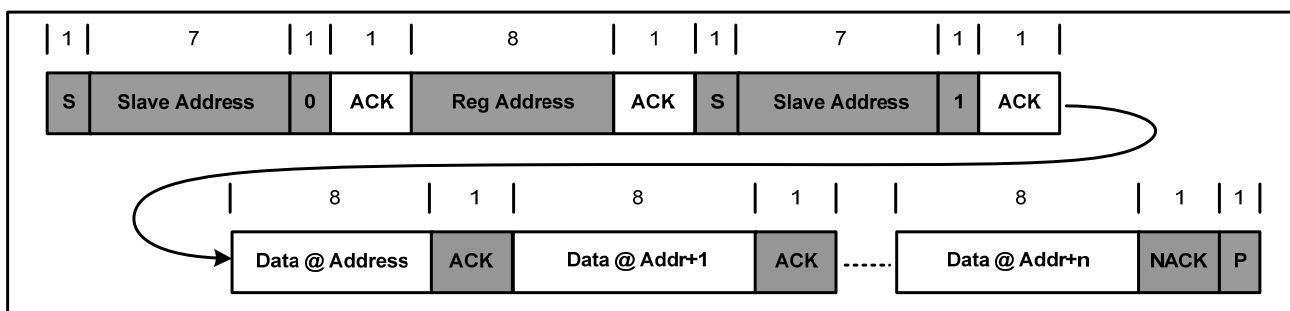 1 7 1 1 8 1 1 7 1 1
S Slave Address 0 ACK Reg Address ACK S Slave Address 1 ACK
8 1 8 1 8 1 1
Data @ Address ACK Data @ Addr+1 ACK Data @ Addr+n NACK P